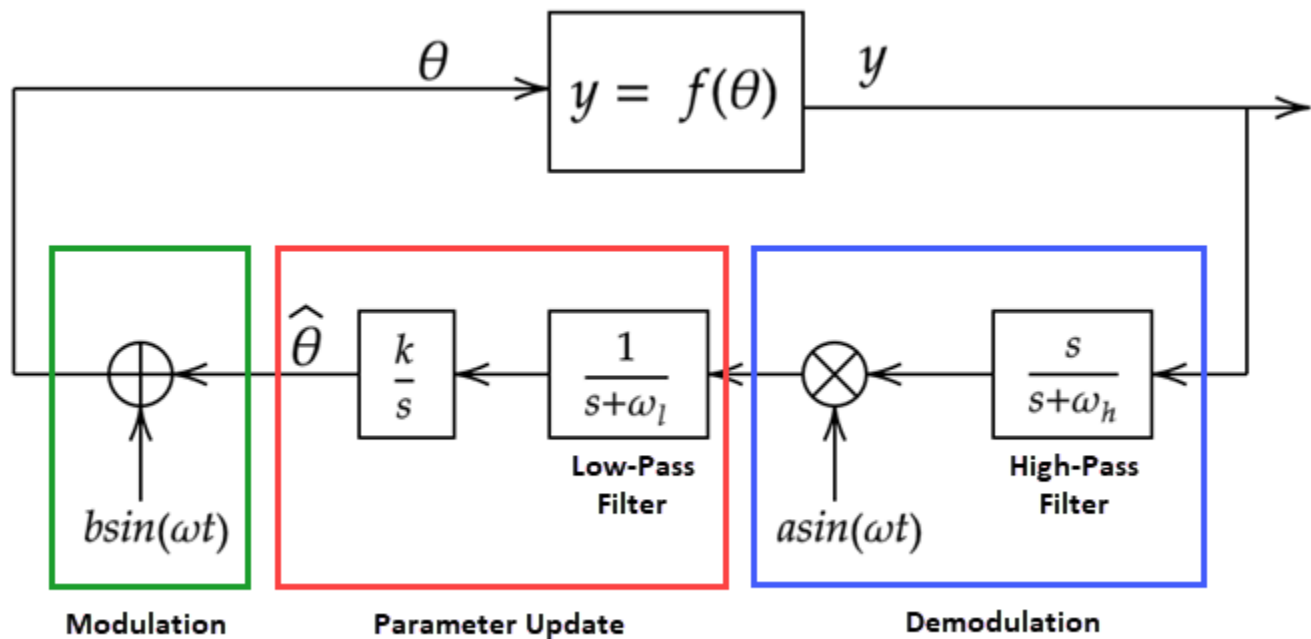 θ
y = f(θ)
y
θ̂
k
s
1
s+ω_l
s
s+ω_h
Low-Pass
Filter
High-Pass
Filter
bsin(ωt)
asin(ωt)
Modulation
Parameter Update
Demodulation